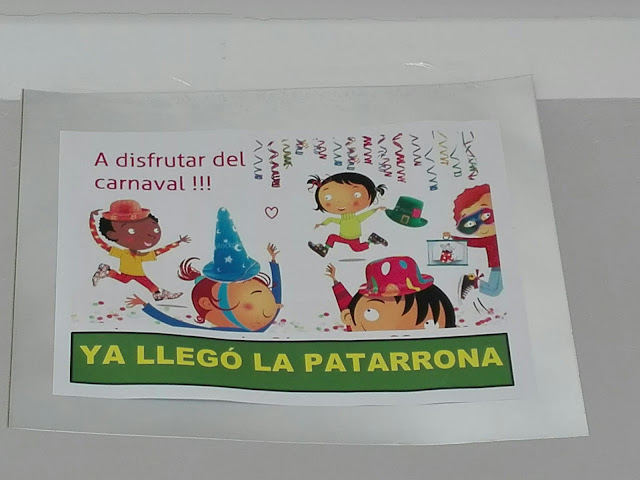 A disfrutar del
carnaval !!!
YA LLEGÓ LA PATARRONA